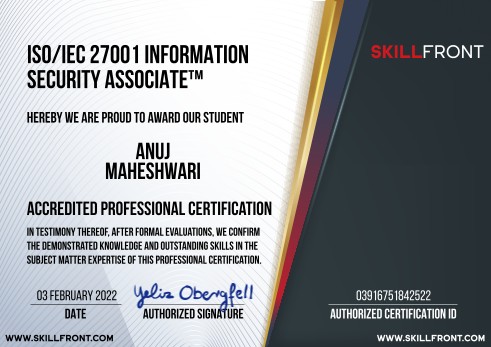 ISO/IEC 27001 INFORMATION
SECURITY ASSOCIATE™
SKILLFRONT
HEREBY WE ARE PROUD TO AWARD OUR STUDENT
ANUJ
MAHESHWARI
ACCREDITED PROFESSIONAL CERTIFICATION
IN TESTIMONY THEREOF, AFTER FORMAL EVALUATIONS, WE CONFIRM
THE DEMONSTRATED KNOWLEDGE AND OUTSTANDING SKILLS IN THE
SUBJECT MATTER EXPERTISE OF THIS PROFESSIONAL CERTIFICATION.
03 FEBRUARY 2022
DATE
Yeliz Obergfell
AUTHORIZED SIGNATURE
03916751842522
AUTHORIZED CERTIFICATION ID
WWW.SKILLFRONT.COM
WWW.SKILLFRONT.COM